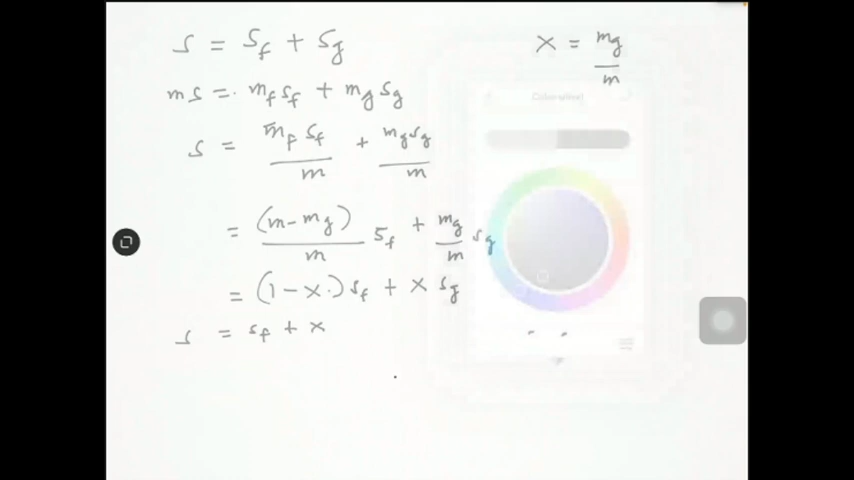 s = S_f + S_g
x = m_g / m
ms = m_f s_f + m_g s_g
s = m_f s_f / m + m_g s_g / m
= (m - m_g) / m s_f + m_g / m s_g
= (1 - x) s_f + x s_g
s = s_f + x